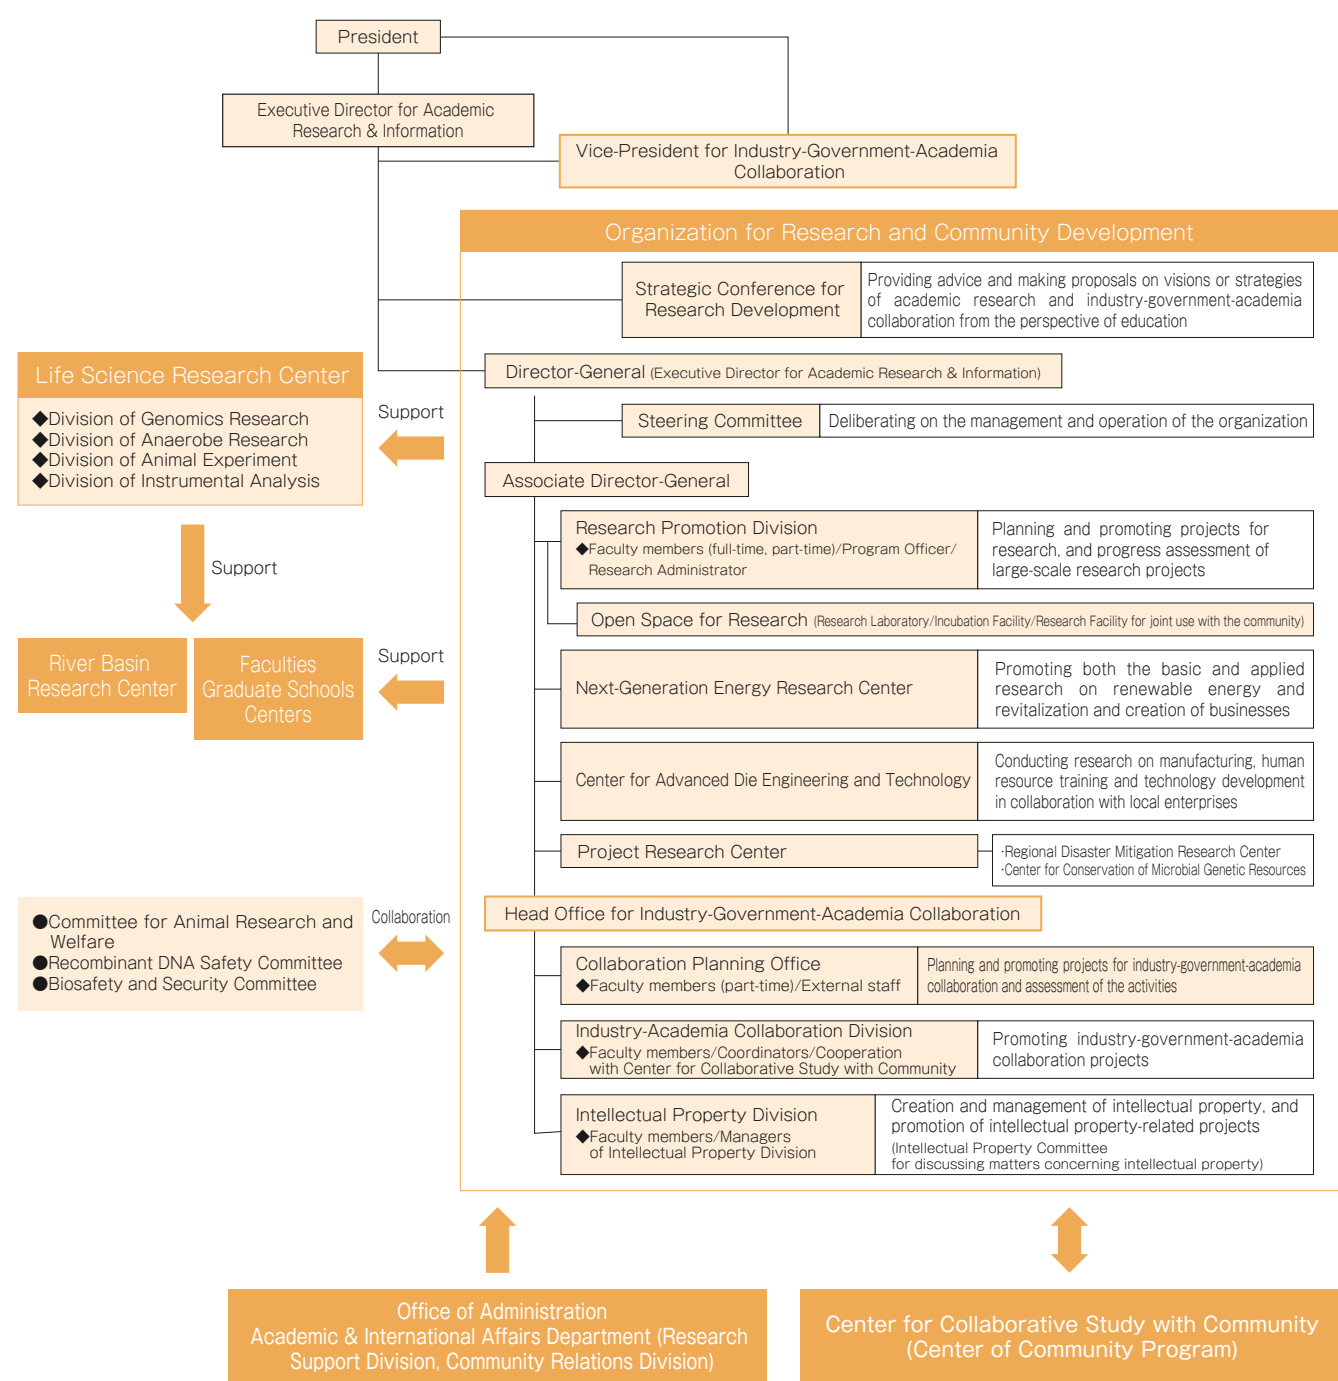 President
Executive Director for Academic
Research & Information
Vice-President for Industry-Government-Academia
Collaboration
Organization for Research and Community Development
Strategic Conference for
Research Development
Providing advice and making proposals on visions or strategies
of academic research and industry-government-academia
collaboration from the perspective of education
Director-General (Executive Director for Academic Research & Information)
Steering Committee
Deliberating on the management and operation of the organization
Associate Director-General
Research Promotion Division
◆Faculty members (full-time, part-time)/Program Officer/
Research Administrator
Planning and promoting projects for
research, and progress assessment of
large-scale research projects
Open Space for Research (Research Laboratory/Incubation Facility/Research Facility for joint use with the community)
Next-Generation Energy Research Center
Promoting both the basic and applied
research on renewable energy and
revitalization and creation of businesses
Center for Advanced Die Engineering and Technology
Conducting research on manufacturing, human
resource training and technology development
in collaboration with local enterprises
Project Research Center
·Regional Disaster Mitigation Research Center
·Center for Conservation of Microbial Genetic Resources
Head Office for Industry-Government-Academia Collaboration
Collaboration Planning Office
◆Faculty members (part-time)/External staff
Planning and promoting projects for industry-government-academia
collaboration and assessment of the activities
Industry-Academia Collaboration Division
◆Faculty members/Coordinators/Cooperation
with Center for Collaborative Study with Community
Promoting industry-government-academia
collaboration projects
Intellectual Property Division
◆Faculty members/Managers
of Intellectual Property Division
Creation and management of intellectual property, and
promotion of intellectual property-related projects
(Intellectual Property Committee
for discussing matters concerning intellectual property)
Life Science Research Center
◆Division of Genomics Research
◆Division of Anaerobe Research
◆Division of Animal Experiment
◆Division of Instrumental Analysis
Support
Support
River Basin
Research Center
Faculties
Graduate Schools
Centers
Support
●Committee for Animal Research and
Welfare
●Recombinant DNA Safety Committee
●Biosafety and Security Committee
Collaboration
Office of Administration
Academic & International Affairs Department (Research
Support Division, Community Relations Division)
Center for Collaborative Study with Community
(Center of Community Program)